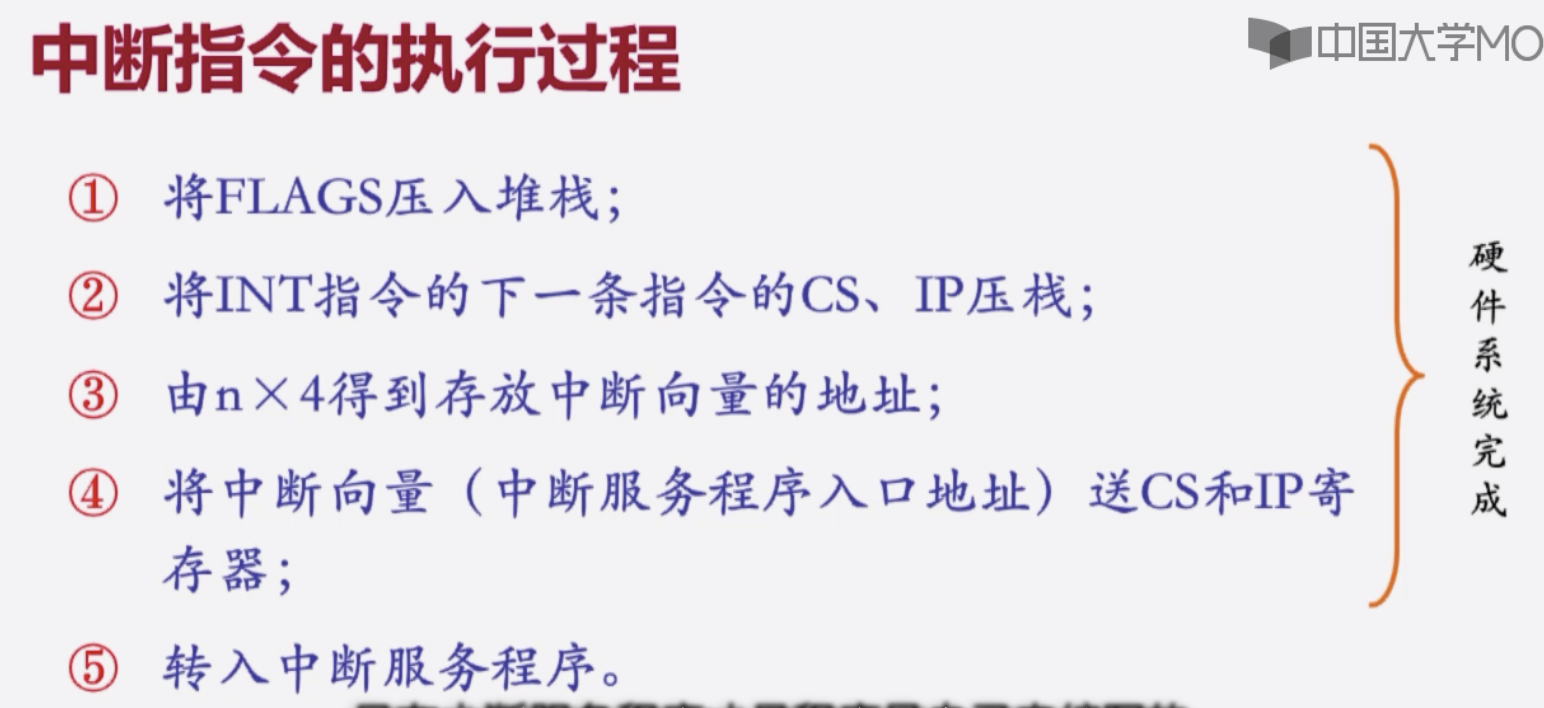 中断指令的执行过程
中国大学MO
① 将FLAGS压入堆栈；
② 将INT指令的下一条指令的CS、IP压栈；
③ 由n×4得到存放中断向量的地址；
④ 将中断向量（中断服务程序入口地址）送CS和IP寄
存器；
⑤ 转入中断服务程序。
硬件系统完成